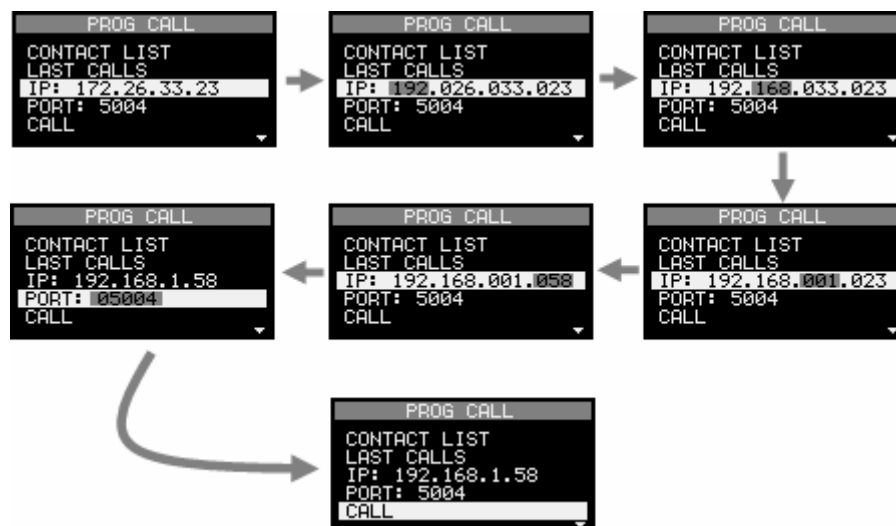 PROG CALL
CONTACT LIST
LAST CALLS
IP: 172.26.33.23
PORT: 5004
CALL
PROG CALL
CONTACT LIST
LAST CALLS
IP: 192.026.033.023
PORT: 5004
CALL
PROG CALL
CONTACT LIST
LAST CALLS
IP: 192.168.033.023
PORT: 5004
CALL
PROG CALL
CONTACT LIST
LAST CALLS
IP: 192.168.001.023
PORT: 5004
CALL
PROG CALL
CONTACT LIST
LAST CALLS
IP: 192.168.001.058
PORT: 5004
CALL
PROG CALL
CONTACT LIST
LAST CALLS
IP: 192.168.1.58
PORT: 05004
CALL
PROG CALL
CONTACT LIST
LAST CALLS
IP: 192.168.1.58
PORT: 5004
CALL